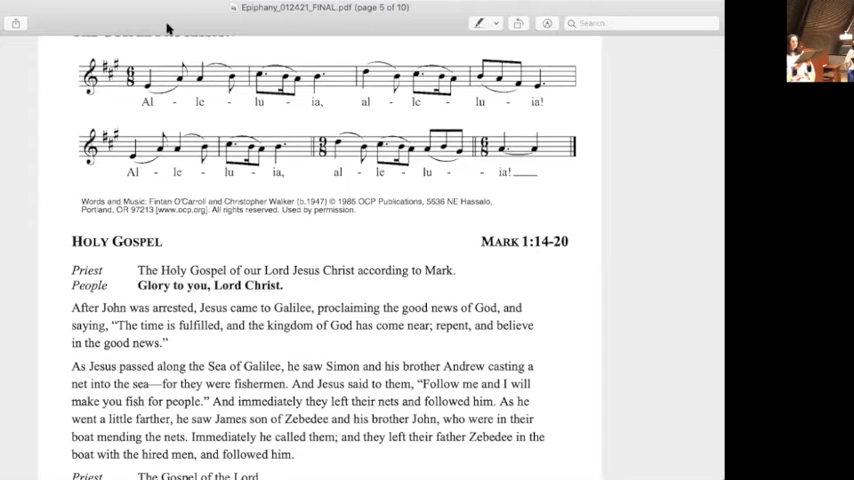 Epiphany_012421_FINAL.pdf (page 5 of 10)
Search
Al - le - lu - ia, al - le - lu - ia!
Al - le - lu - ia, al - le - lu - ia!
Words and Music: Fintan O'Carroll and Christopher Walker (b.1947) © 1985 OCP Publications, 5536 NE Hassalo,
Portland, OR 97213 [www.ocp.org]. All rights reserved. Used by permission.
HOLY GOSPEL MARK 1:14-20
Priest The Holy Gospel of our Lord Jesus Christ according to Mark.
People Glory to you, Lord Christ.
After John was arrested, Jesus came to Galilee, proclaiming the good news of God, and
saying, “The time is fulfilled, and the kingdom of God has come near; repent, and believe
in the good news.”
As Jesus passed along the Sea of Galilee, he saw Simon and his brother Andrew casting a
net into the sea—for they were fishermen. And Jesus said to them, “Follow me and I will
make you fish for people.” And immediately they left their nets and followed him. As he
went a little farther, he saw James son of Zebedee and his brother John, who were in their
boat mending the nets. Immediately he called them; and they left their father Zebedee in the
boat with the hired men, and followed him.
Priest The Gospel of the Lord